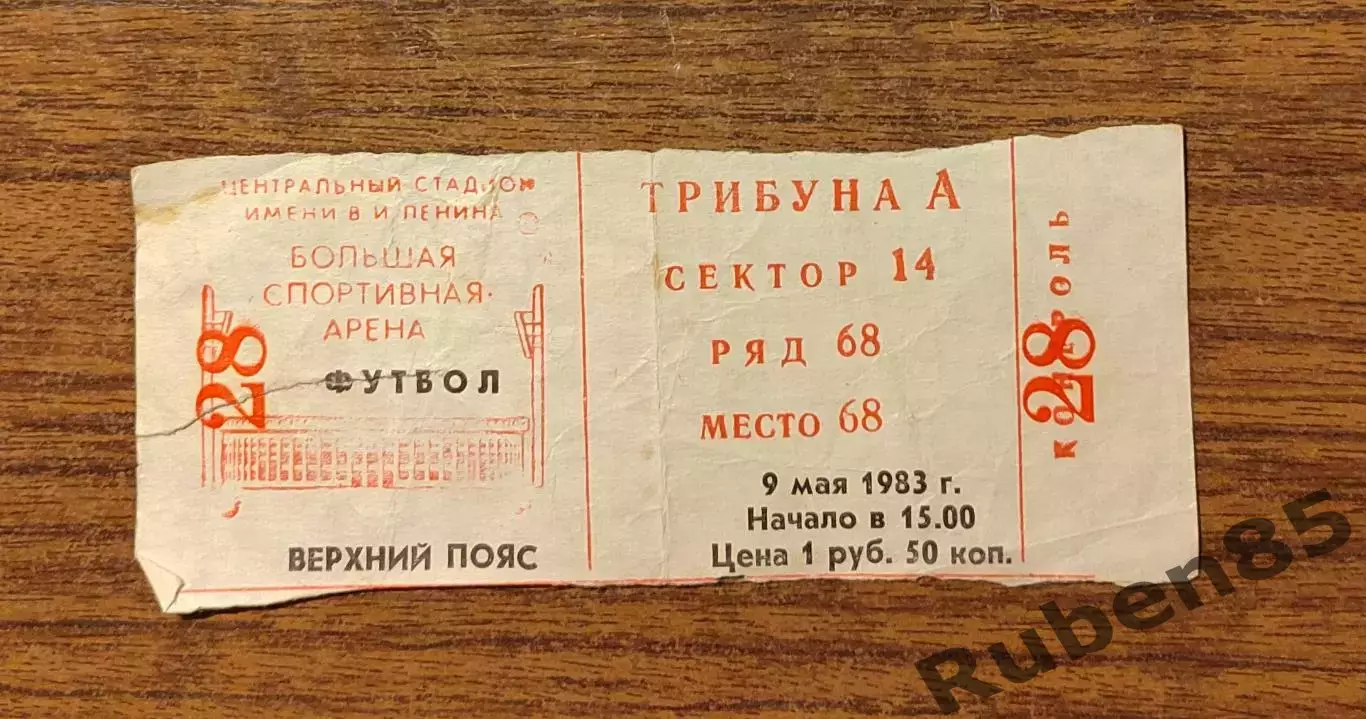 ЦЕНТРАЛЬНЫЙ СТАДИОН
ИМЕНИ В И ЛЕНИНА
БОЛЬШАЯ
СПОРТИВНАЯ
АРЕНА
28
ФУТБОЛ
ВЕРХНИЙ ПОЯС
ТРИБУНА А
СЕКТОР 14
РЯД 68
МЕСТО 68
9 мая 1983 г.
Начало в 15.00
Цена 1 руб. 50 коп.
28
Ruben85